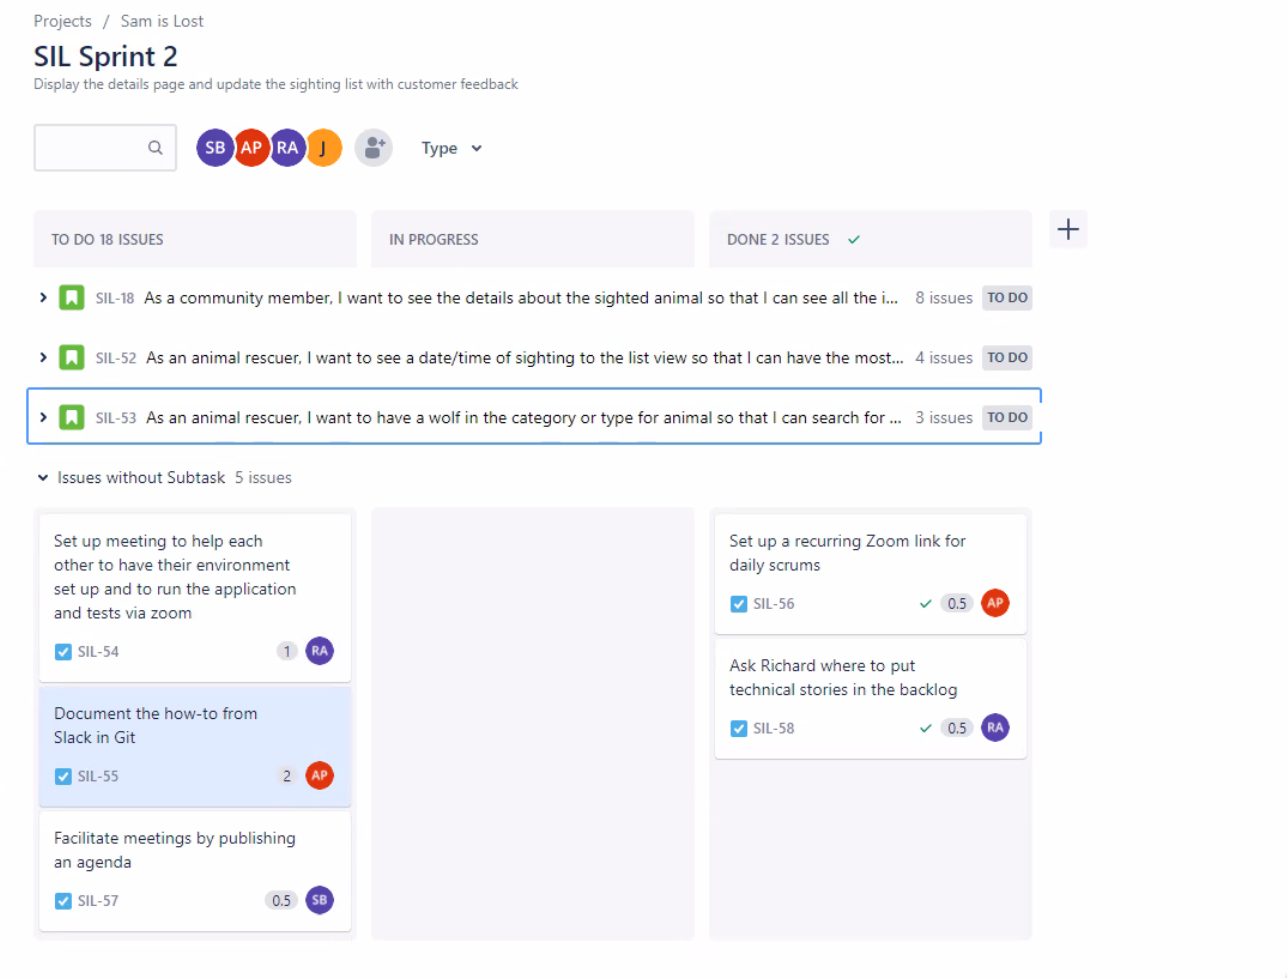 Projects / Sam is Lost
SIL Sprint 2
Display the details page and update the sighting list with customer feedback
SB AP RA J Type
TO DO 18 ISSUES IN PROGRESS DONE 2 ISSUES
SIL-18 As a community member, I want to see the details about the sighted animal so that I can see all the i... 8 issues TO DO
SIL-52 As an animal rescuer, I want to see a date/time of sighting to the list view so that I can have the most... 4 issues TO DO
SIL-53 As an animal rescuer, I want to have a wolf in the category or type for animal so that I can search for ... 3 issues TO DO
Issues without Subtask 5 issues
Set up meeting to help each
other to have their environment
set up and to run the application
and tests via zoom
SIL-54 1 RA
Document the how-to from
Slack in Git
SIL-55 2 AP
Facilitate meetings by publishing
an agenda
SIL-57 0.5 SB
Set up a recurring Zoom link for
daily scrums
SIL-56 0.5 AP
Ask Richard where to put
technical stories in the backlog
SIL-58 0.5 RA